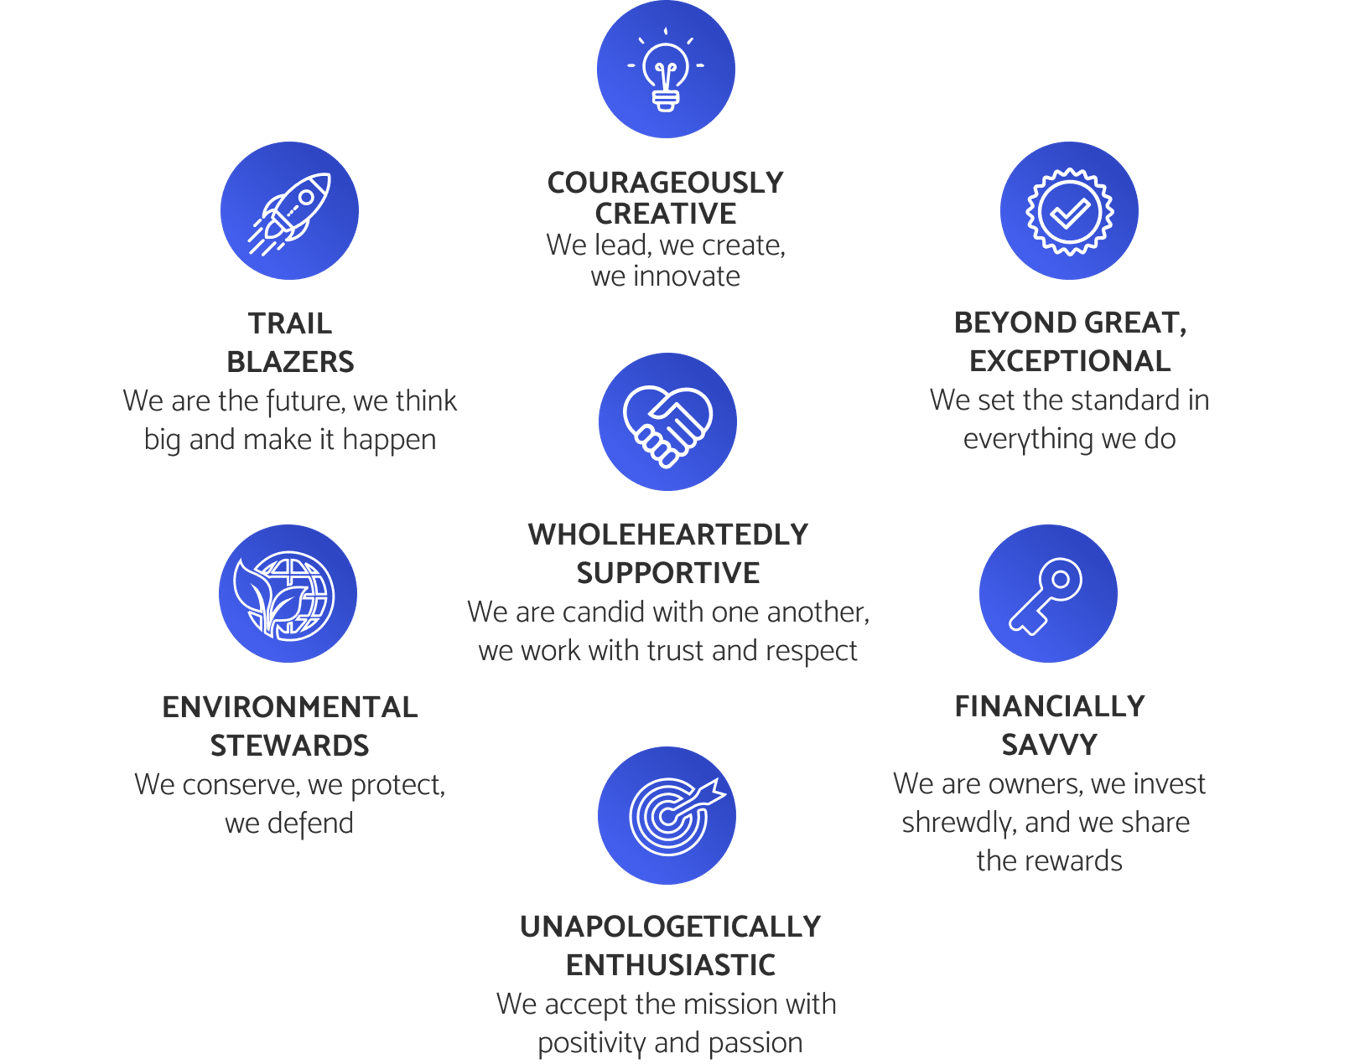 COURAGEOUSLY
CREATIVE
We lead, we create,
we innovate
TRAIL
BLAZERS
We are the future, we think
big and make it happen
BEYOND GREAT,
EXCEPTIONAL
We set the standard in
everything we do
WHOLEHEARTEDLY
SUPPORTIVE
We are candid with one another,
we work with trust and respect
ENVIRONMENTAL
STEWARDS
We conserve, we protect,
we defend
FINANCIALLY
SAVVY
We are owners, we invest
shrewdly, and we share
the rewards
UNAPOLOGETICALLY
ENTHUSIASTIC
We accept the mission with
positivity and passion